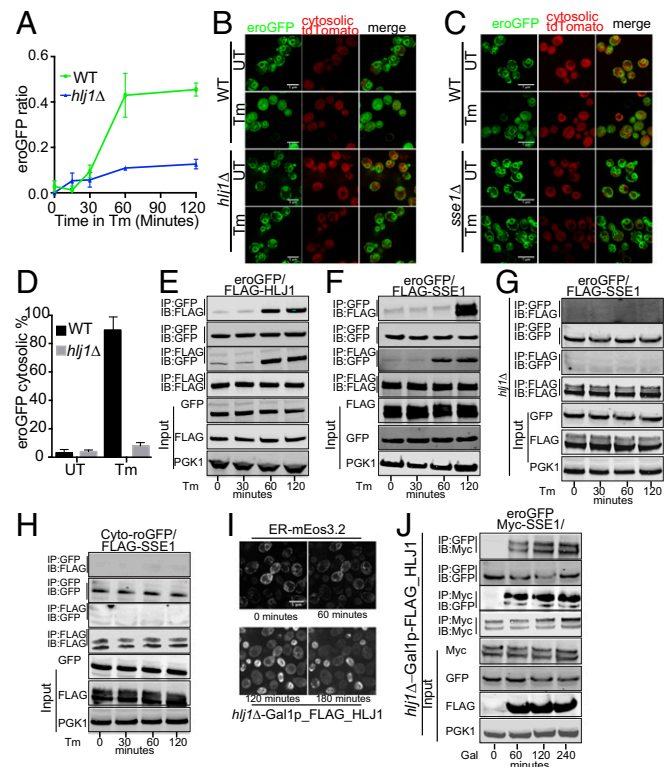 A
eroGFP ratio
0.6
0.4
0.2
0.0
WT
hlj1Δ
0
30
60
120
Time in Tm (Minutes)
B
eroGFP
cytosolic
tdTomato
merge
WT
UT
Tm
hlj1Δ
UT
Tm
C
eroGFP
cytosolic
tdTomato
merge
WT
UT
Tm
sse1Δ
UT
Tm
D
eroGFP cytosolic %
100
80
60
40
20
0
WT
hlj1Δ
UT
Tm
E
eroGFP/
FLAG-HLJ1
IP:GFP
IB:FLAG
IP:GFP
IB:GFP
IP:FLAG
IB:GFP
IP:FLAG
IB:FLAG
Input
GFP
FLAG
PGK1
Tm 0 30 60 120
minutes
F
eroGFP/
FLAG-SSE1
IP:GFP
IB:FLAG
IP:GFP
IB:GFP
IP:FLAG
IB:GFP
IP:FLAG
IB:FLAG
Input
FLAG
GFP
PGK1
Tm 0 30 60 120
minutes
G
eroGFP/
FLAG-SSE1
hlj1Δ
IP:GFP
IB:FLAG
IP:GFP
IB:GFP
IP:FLAG
IB:GFP
IP:FLAG
IB:FLAG
Input
GFP
FLAG
PGK1
Tm 0 30 60 120
minutes
H
Cyto-roGFP/
FLAG-SSE1
IP:GFP
IB:FLAG
IP:GFP
IB:GFP
IP:FLAG
IB:GFP
IP:FLAG
IB:FLAG
GFP
Input
FLAG
PGK1
Tm 0 30 60 120
minutes
I
ER-mEos3.2
0 minutes
60 minutes
120 minutes
180 minutes
hlj1Δ-Gal1p_FLAG_HLJ1
J
eroGFP
Myc-SSE1/
hlj1Δ–Gal1p-FLAG_HLJ1
IP:GFP
IB:Myc
IP:GFP
IB:GFP
IP:Myc
IB:GFP
IP:Myc
IB:Myc
Input
Myc
GFP
FLAG
PGK1
Gal 0 60 120 240
minutes